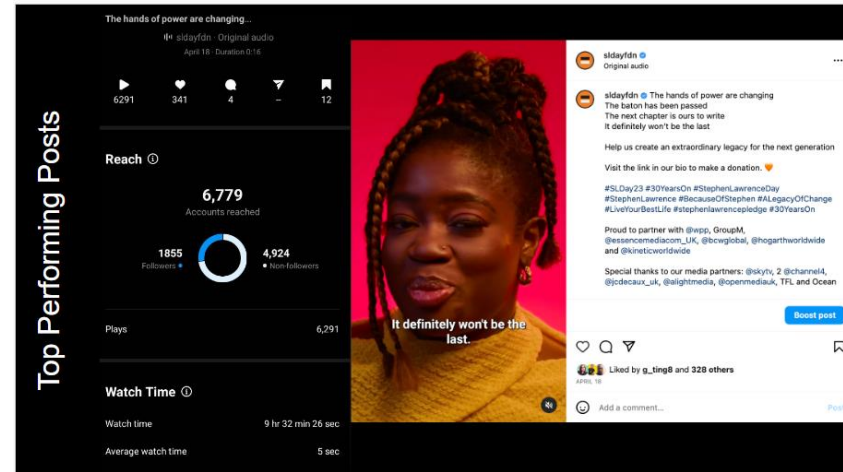 Top Performing Posts
The hands of power are changing...
sldayfdn · Original audio
April 18 · Duration 0:16
6291 341 4 – 12
Reach
6,779
Accounts reached
1855
Followers
4,924
Non-followers
Plays 6,291
Watch Time
Watch time 9 hr 32 min 26 sec
Average watch time 5 sec
It definitely won't be the
last.
sldayfdn
Original audio
sldayfdn The hands of power are changing
The baton has been passed
The next chapter is ours to write
It definitely won't be the last
Help us create an extraordinary legacy for the next generation
Visit the link in our bio to make a donation.
#SLDay23 #30YearsOn #StephenLawrenceDay
#StephenLawrence #BecauseOfStephen #ALegacyOfChange
#LiveYourBestLife #stephenlawrencepledge #30YearsOn
Proud to partner with @wpp, GroupM,
@essencemediacom_UK, @bcwglobal, @hogarthworldwide
and @kineticworldwide
Special thanks to our media partners: @skytv, 2 @channel4,
@jcdecaux_uk, @alightmedia, @openmediauk, TFL and Ocean
Boost post
Liked by g_ting8 and 328 others
APRIL 18
Add a comment...
Post